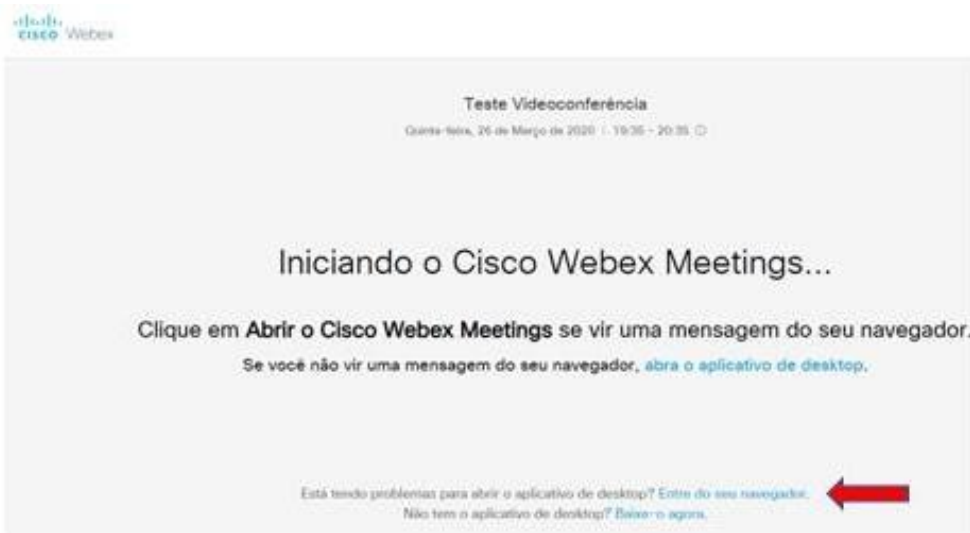 cisco Webex
Teste Videoconferência
Quinta-feira, 26 de Março de 2020 | 19:35 - 20:35
Iniciando o Cisco Webex Meetings...
Clique em Abrir o Cisco Webex Meetings se vir uma mensagem do seu navegador.
Se você não vir uma mensagem do seu navegador, abra o aplicativo de desktop.
Está tendo problemas para abrir o aplicativo de desktop? Entre do seu navegador.
Não tem o aplicativo de desktop? Baixe-o agora.